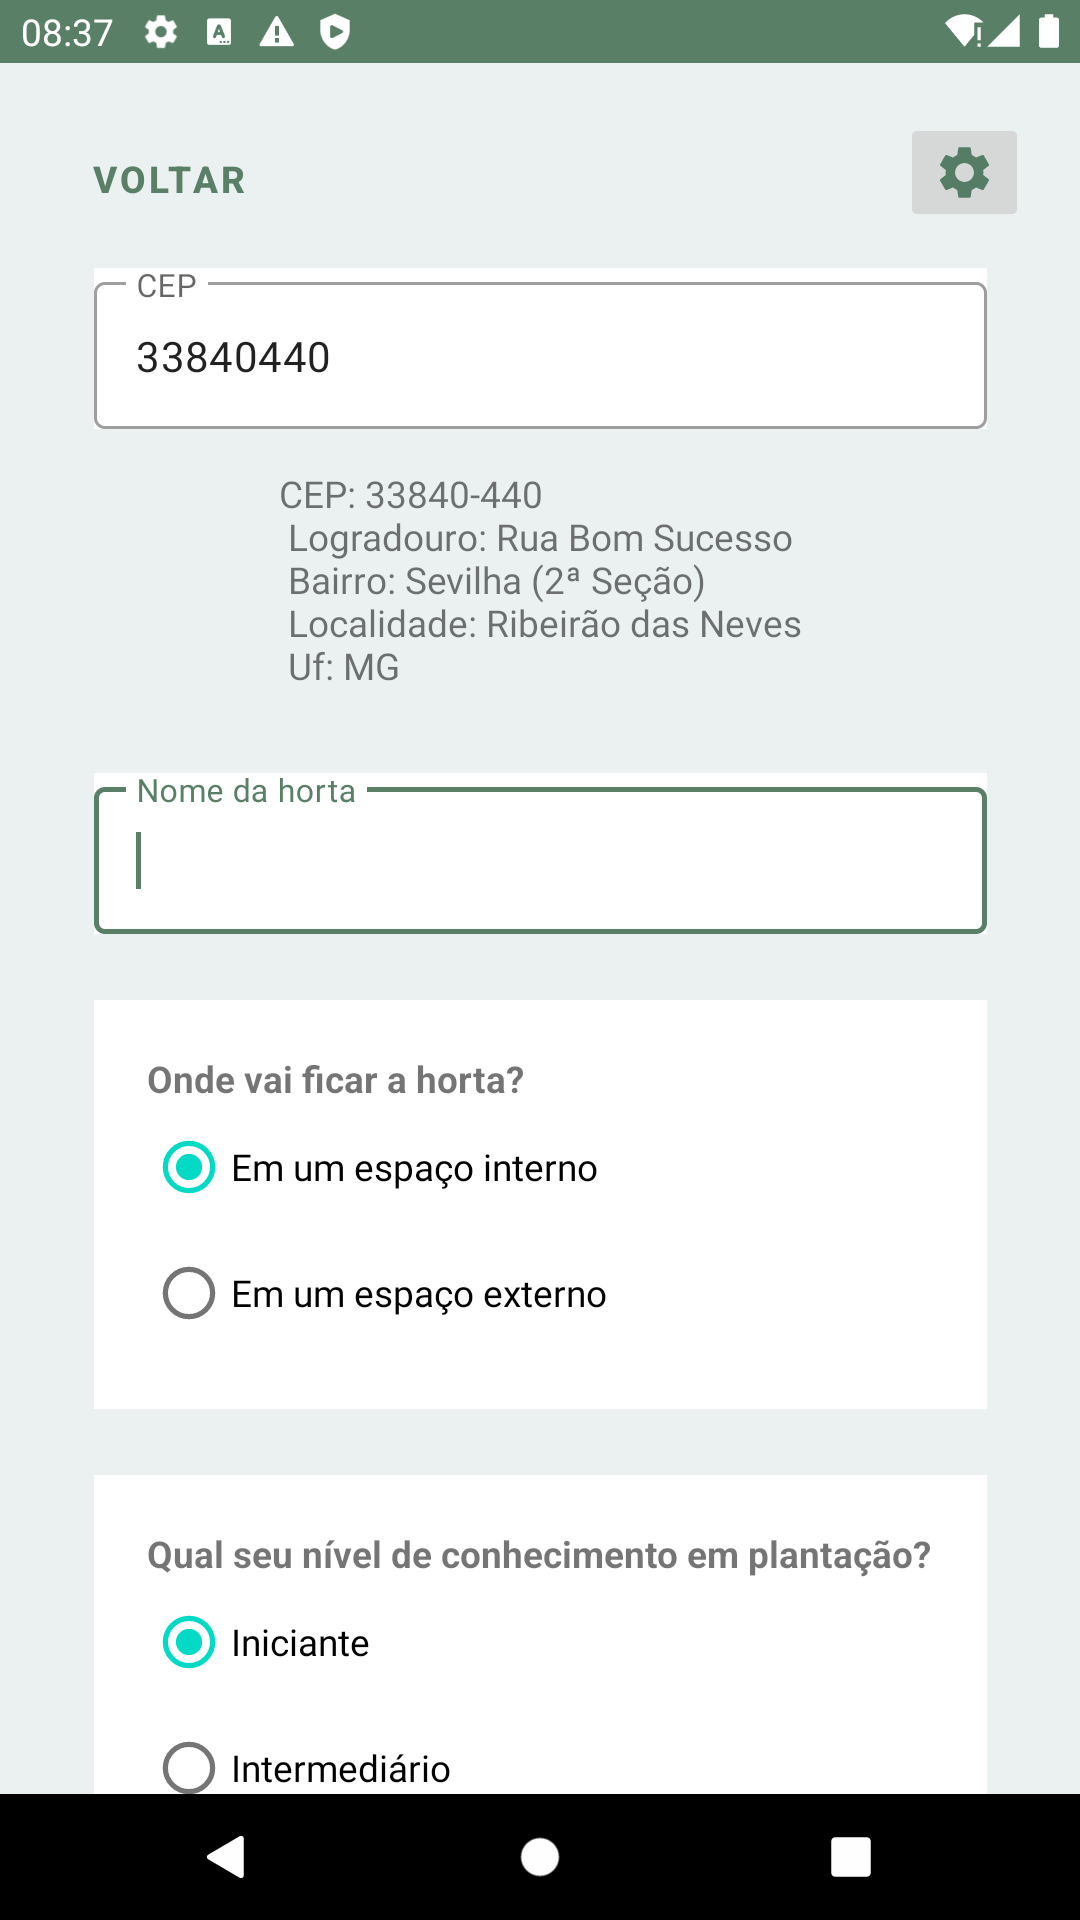 08:37
VOLTAR
CEP
33840440
CEP: 33840-440
Logradouro: Rua Bom Sucesso
Bairro: Sevilha (2ª Seção)
Localidade: Ribeirão das Neves
Uf: MG
Nome da horta
Onde vai ficar a horta?
Em um espaço interno
Em um espaço externo
Qual seu nível de conhecimento em plantação?
Iniciante
Intermediário